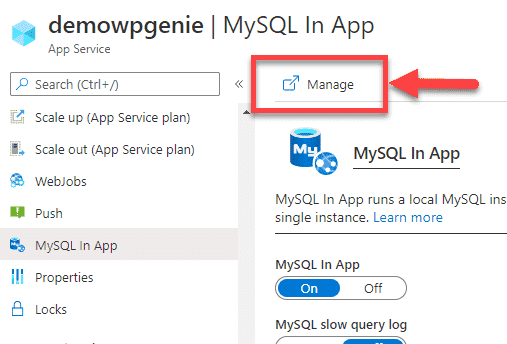 demowpgenie | MySQL In App
App Service
Search (Ctrl+/)
«
Manage
Scale up (App Service plan)
Scale out (App Service plan)
WebJobs
Push
MySQL In App
Properties
Locks
My
MySQL In App
MySQL In App runs a local MySQL ins
single instance. Learn more
MySQL In App
On Off
MySQL slow query log